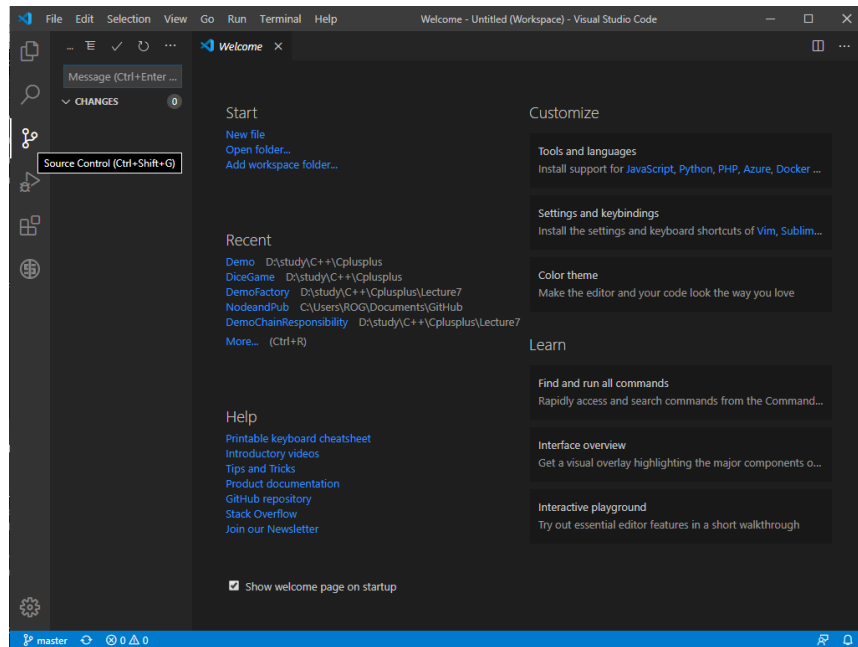 File Edit Selection View Go Run Terminal Help Welcome - Untitled (Workspace) - Visual Studio Code
... Welcome
Message (Ctrl+Enter ...
CHANGES 0
Source Control (Ctrl+Shift+G)
Start
New file
Open folder...
Add workspace folder...
Recent
Demo D:\study\C++\Cplusplus
DiceGame D:\study\C++\Cplusplus
DemoFactory D:\study\C++\Cplusplus\Lecture7
NodeandPub C:\Users\ROG\Documents\GitHub
DemoChainResponsibility D:\study\C++\Cplusplus\Lecture7
More... (Ctrl+R)
Help
Printable keyboard cheatsheet
Introductory videos
Tips and Tricks
Product documentation
GitHub repository
Stack Overflow
Join our Newsletter
Show welcome page on startup
Customize
Tools and languages
Install support for JavaScript, Python, PHP, Azure, Docker ...
Settings and keybindings
Install the settings and keyboard shortcuts of Vim, Sublim...
Color theme
Make the editor and your code look the way you love
Learn
Find and run all commands
Rapidly access and search commands from the Command...
Interface overview
Get a visual overlay highlighting the major components o...
Interactive playground
Try out essential editor features in a short walkthrough
master 0 0